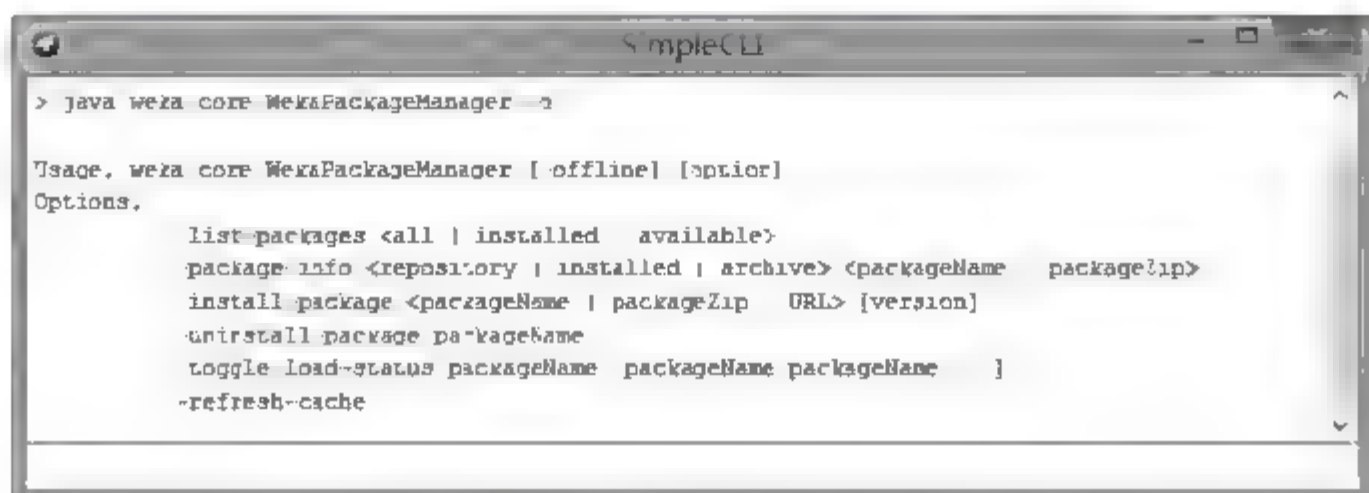 SimpleCLI
> java weka core WekaPackageManager
Usage. weka core WekaPackageManager [ offline] [option]
Options.
list-packages <all | installed available>
package info <repository | installed | archive> <packageName packageZip>
install package <packageName | packageZip URL> [version]
uninstall package packageName
toggle load-status packageName packageName packageName ]
-refresh-cache